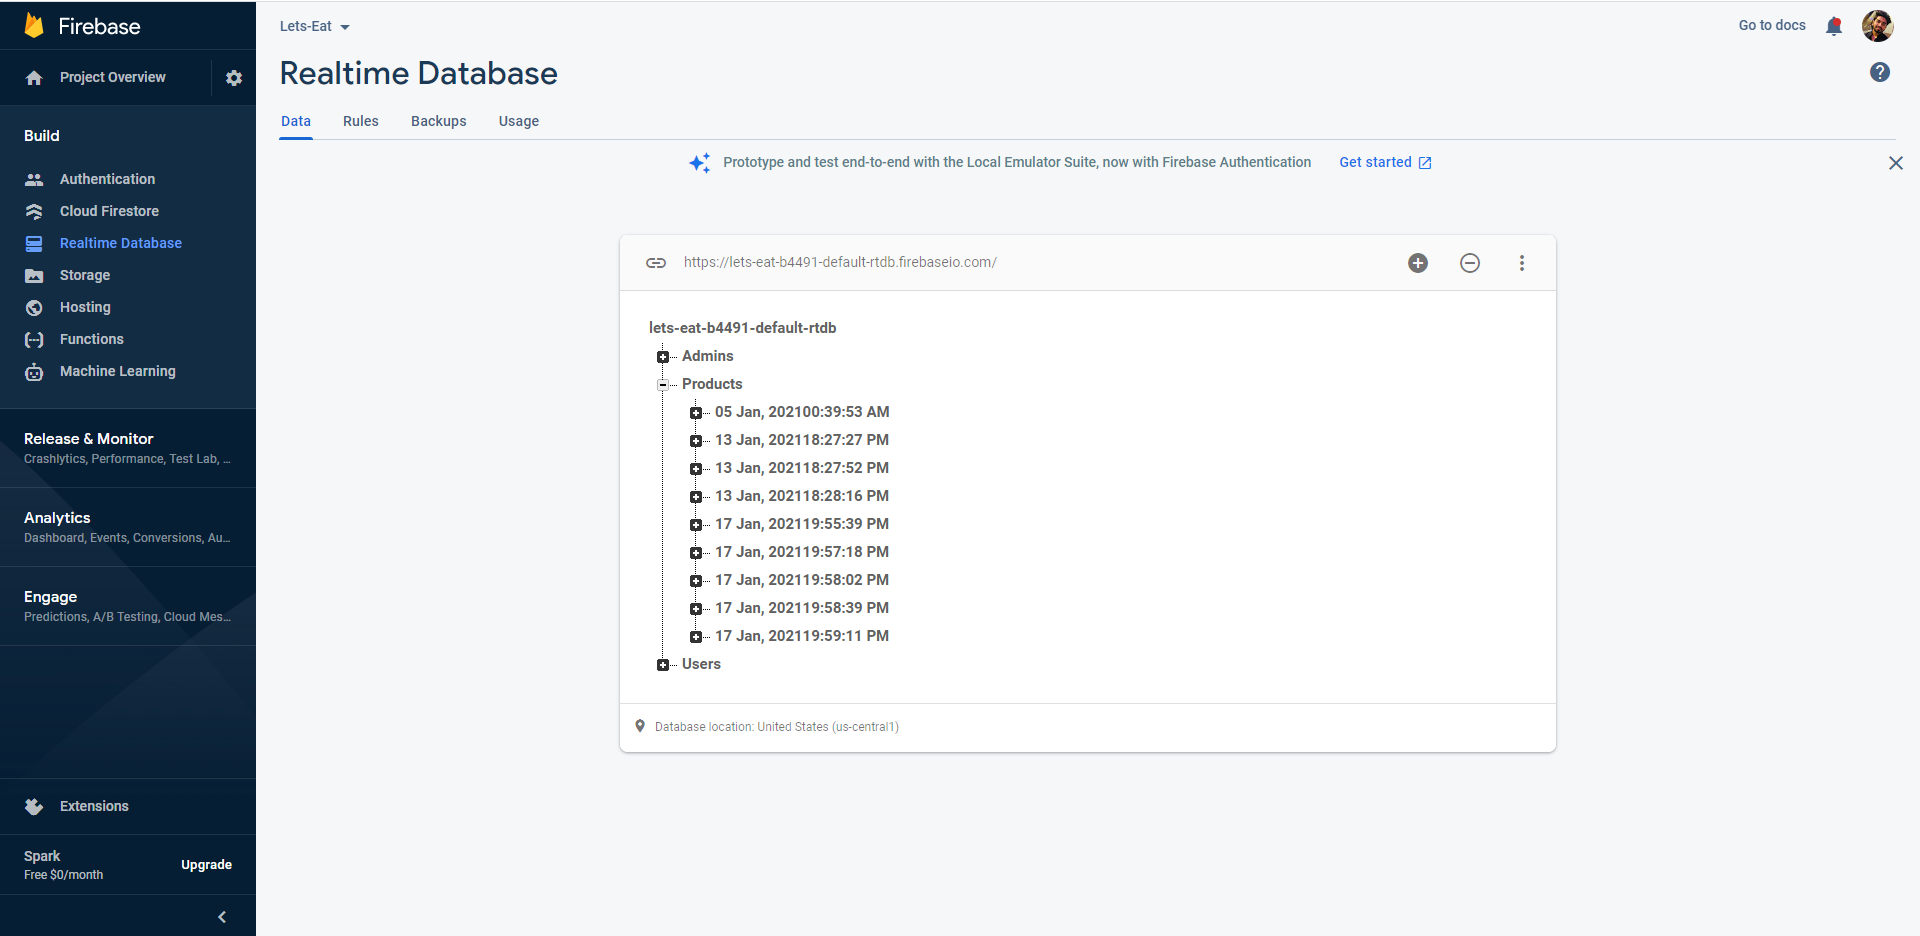 Firebase
Project Overview
Build
Authentication
Cloud Firestore
Realtime Database
Storage
Hosting
Functions
Machine Learning
Release & Monitor
Crashlytics, Performance, Test Lab, ...
Analytics
Dashboard, Events, Conversions, Au...
Engage
Predictions, A/B Testing, Cloud Mes...
Extensions
Spark
Free $0/month
Upgrade
Lets-Eat
Go to docs
Realtime Database
Data Rules Backups Usage
Prototype and test end-to-end with the Local Emulator Suite, now with Firebase Authentication Get started
https://lets-eat-b4491-default-rtdb.firebaseio.com/
lets-eat-b4491-default-rtdb
Admins
Products
05 Jan, 202100:39:53 AM
13 Jan, 202118:27:27 PM
13 Jan, 202118:27:52 PM
13 Jan, 202118:28:16 PM
17 Jan, 202119:55:39 PM
17 Jan, 202119:57:18 PM
17 Jan, 202119:58:02 PM
17 Jan, 202119:58:39 PM
17 Jan, 202119:59:11 PM
Users
Database location: United States (us-central1)